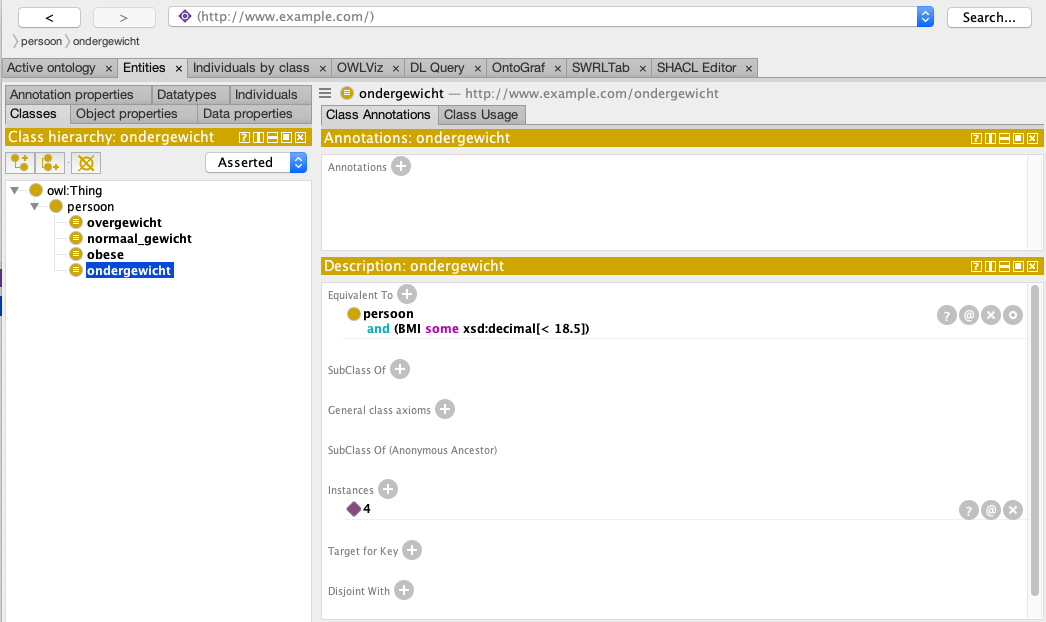 < > (http://www.example.com/) Search...
persoon ondergewicht
Active ontology × Entities × Individuals by class × OWLViz × DL Query × OntoGraf × SWRLTab × SHACL Editor ×
Annotation properties Datatypes Individuals
Classes Object properties Data properties
Class hierarchy: ondergewicht
Asserted
owl:Thing
persoon
overgewicht
normaal_gewicht
obese
ondergewicht
ondergewicht — http://www.example.com/ondergewicht
Class Annotations Class Usage
Annotations: ondergewicht
Annotations
Description: ondergewicht
Equivalent To
persoon
and (BMI some xsd:decimal[< 18.5])
SubClass Of
General class axioms
SubClass Of (Anonymous Ancestor)
Instances
4
Target for Key
Disjoint With